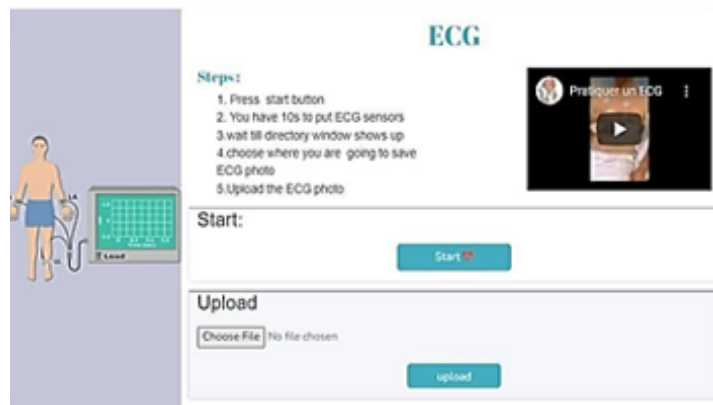 ECG
Steps:
1. Press start button
2. You have 10s to put ECG sensors
3.wait till directory window shows up
4.choose where you are going to save
ECG photo
5.Upload the ECG photo
Pratiquer un ECG
Start:
Start
Upload
Choose File No file chosen
upload